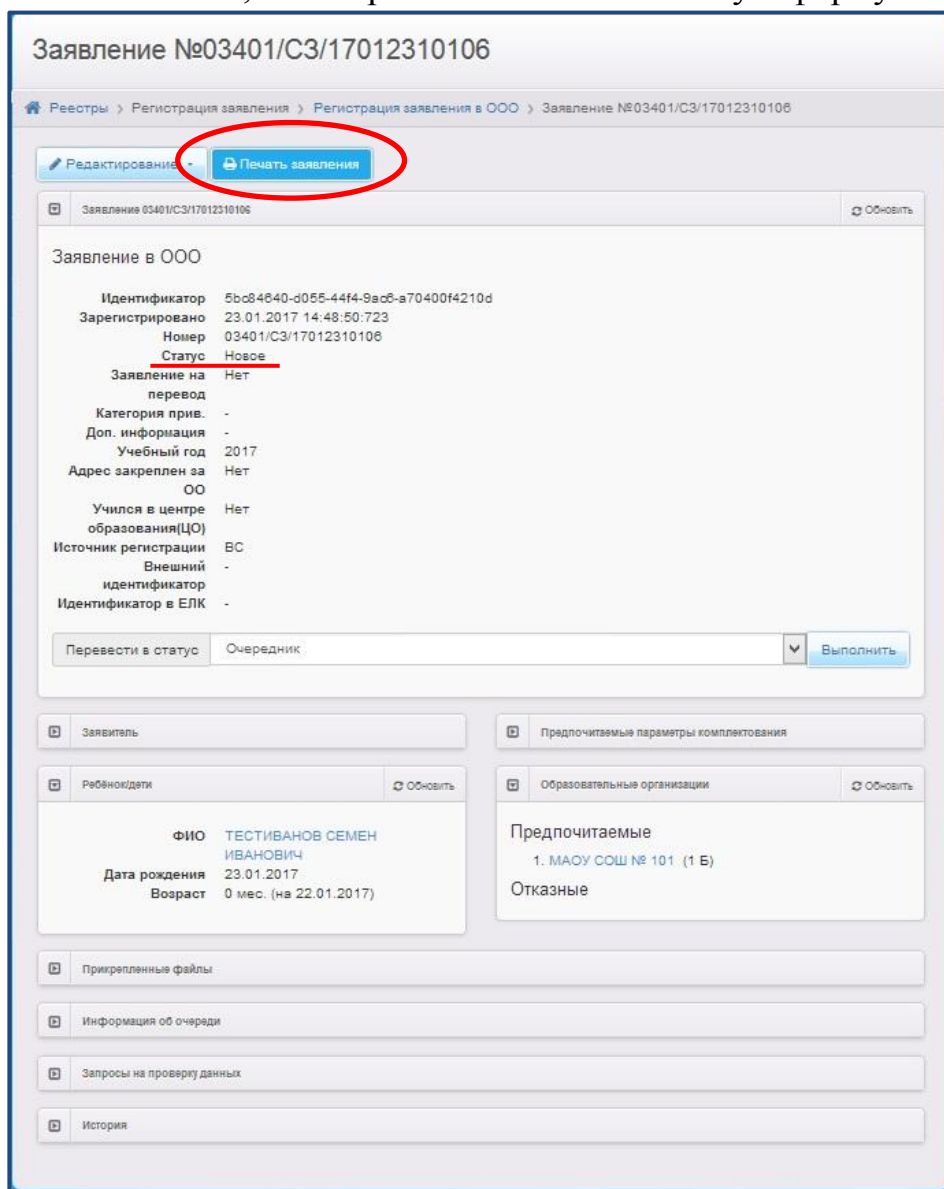 Заявление №03401/СЗ/17012310106
Реестры > Регистрация заявления > Регистрация заявления в ООО > Заявление №03401/СЗ/17012310106
Редактирование
Печать заявления
Заявление 03401/СЗ/17012310106
Обновить
Заявление в ООО
Идентификатор 5bc84640-d055-44f4-9ac6-a70400f4210d
Зарегистрировано 23.01.2017 14:48:50:723
Номер 03401/СЗ/17012310106
Статус Новое
Заявление на Нет
перевод
Категория прив. -
Доп. информация -
Учебный год 2017
Адрес закреплен за Нет
ОО
Учился в центре Нет
образования(ЦО)
Источник регистрации ВС
Внешний -
идентификатор
Идентификатор в ЕЛК -
Перевести в статус Очередник Выполнить
Заявитель
Предпочитаемые параметры комплектования
Ребёнок/дети Обновить
Образовательные организации Обновить
ФИО ТЕСТИВАНОВ СЕМЕН
ИВАНОВИЧ
Дата рождения 23.01.2017
Возраст 0 мес. (на 22.01.2017)
Предпочитаемые
1. МАОУ СОШ № 101 (1 Б)
Отказные
Прикрепленные файлы
Информация об очереди
Запросы на проверку данных
История